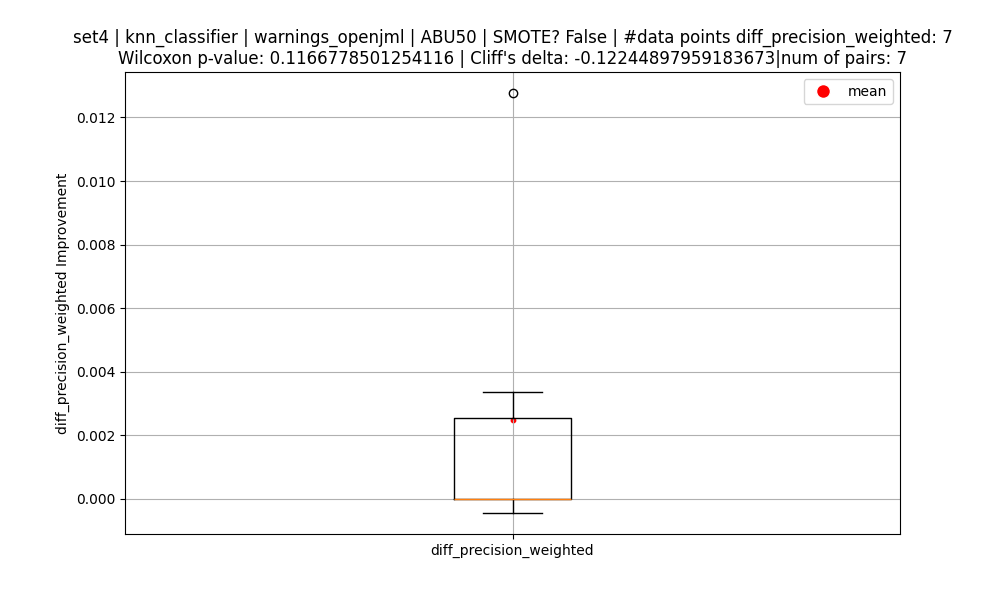 set4 | knn_classifier | warnings_openjml | ABU50 | SMOTE? False | #data points diff_precision_weighted: 7
Wilcoxon p-value: 0.1166778501254116 | Cliff's delta: -0.12244897959183673|num of pairs: 7
mean
0.012
0.010
0.008
0.006
0.004
0.002
0.000
diff_precision_weighted Improvement
diff_precision_weighted